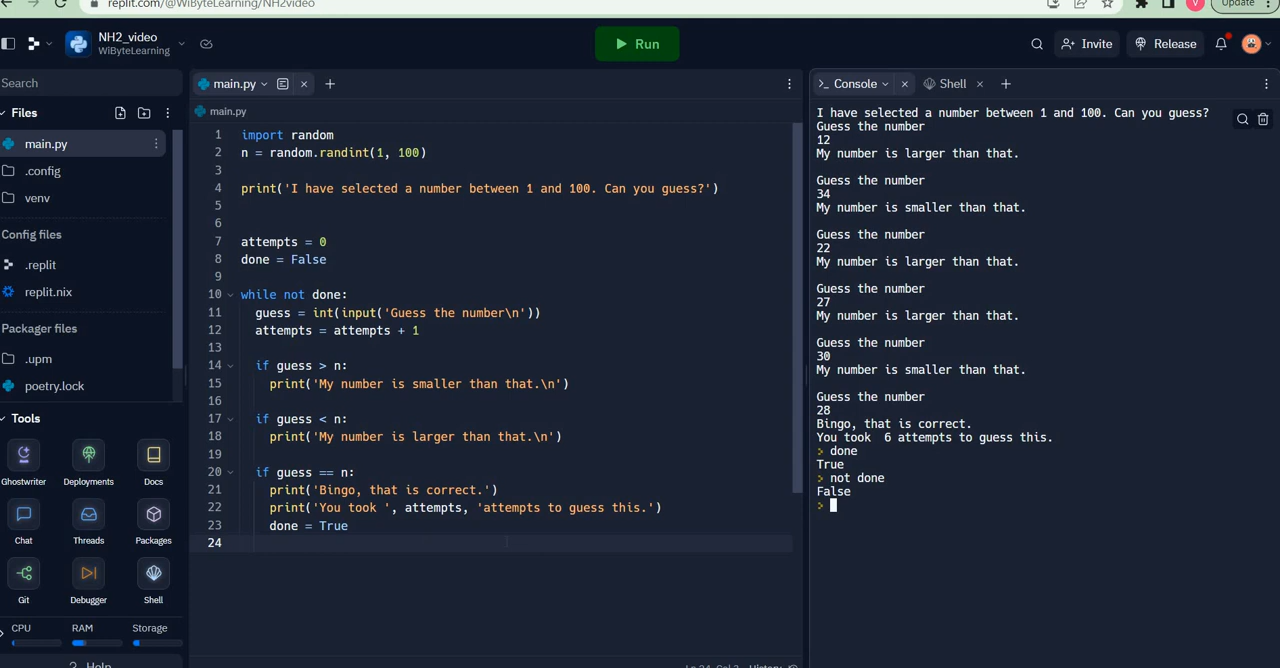 replit.com/@WiByteLearning/NH2video
Update
NH2_video
WiByteLearning
Run
Invite
Release
Search
Files
main.py
.config
venv
Config files
.replit
replit.nix
Packager files
.upm
poetry.lock
Tools
Ghostwriter Deployments Docs
Chat Threads Packages
Git Debugger Shell
CPU RAM Storage
? Help
main.py
main.py
1 import random
2 n = random.randint(1, 100)
3
4 print('I have selected a number between 1 and 100. Can you guess?')
5
6
7 attempts = 0
8 done = False
9
10 while not done:
11 guess = int(input('Guess the number\n'))
12 attempts = attempts + 1
13
14 if guess > n:
15 print('My number is smaller than that.\n')
16
17 if guess < n:
18 print('My number is larger than that.\n')
19
20 if guess == n:
21 print('Bingo, that is correct.')
22 print('You took ', attempts, 'attempts to guess this.')
23 done = True
24
History
>_ Console Shell
I have selected a number between 1 and 100. Can you guess?
Guess the number
12
My number is larger than that.
Guess the number
34
My number is smaller than that.
Guess the number
22
My number is larger than that.
Guess the number
27
My number is larger than that.
Guess the number
30
My number is smaller than that.
Guess the number
28
Bingo, that is correct.
You took  6 attempts to guess this.
> done
True
> not done
False
>